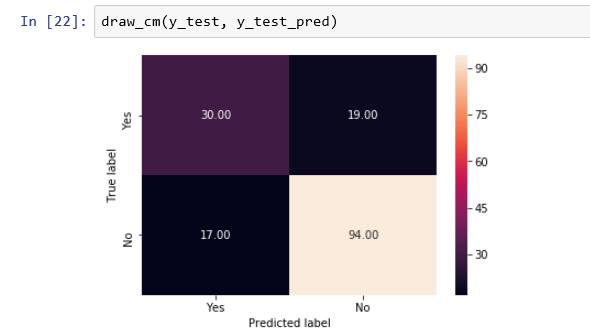 In [22]: draw_cm(y_test, y_test_pred)
90
30.00 19.00
Yes
75
True label
60
45
17.00 94.00
No
30
Yes No
Predicted label